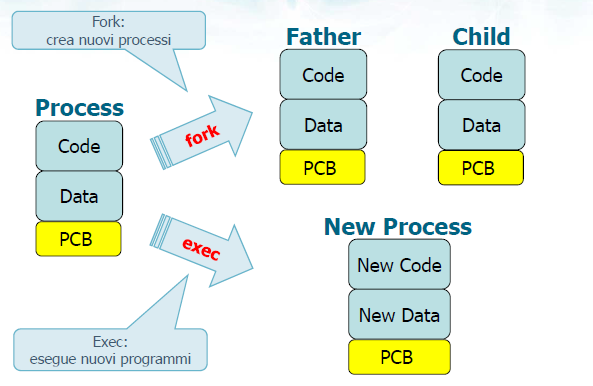 Fork:
crea nuovi processi
Father
Child
Code
Code
Process
Data
Data
Code
fork
PCB
PCB
Data
New Process
PCB
exec
New Code
New Data
Exec:
esegue nuovi programmi
PCB